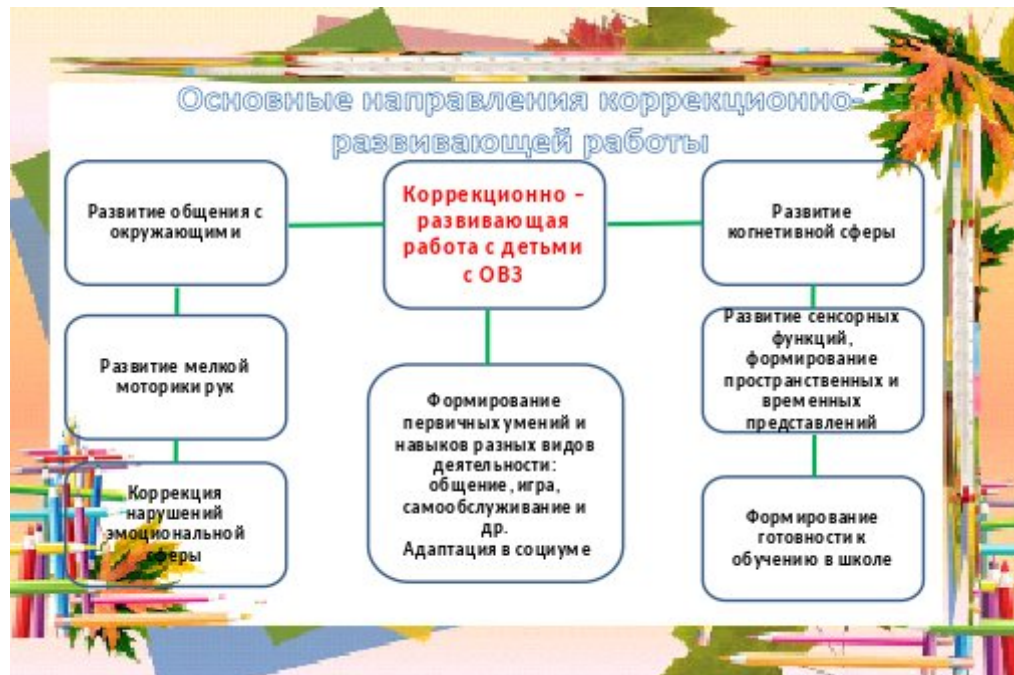 Основные направления коррекционно-
развивающей работы
Развитие общения с
окружающими
Коррекционно –
развивающая
работа с детьми
с ОВЗ
Развитие
когнетивной сферы
Развитие мелкой
моторики рук
Формирование
первичных умений и
навыков разных видов
деятельности:
общение, игра,
самообслуживание и
др.
Адаптация в социуме
Развитие сенсорных
функций,
формирование
пространственных и
временных
представлений
Коррекция
нарушений
эмоциональной
сферы
Формирование
готовности к
обучению в школе